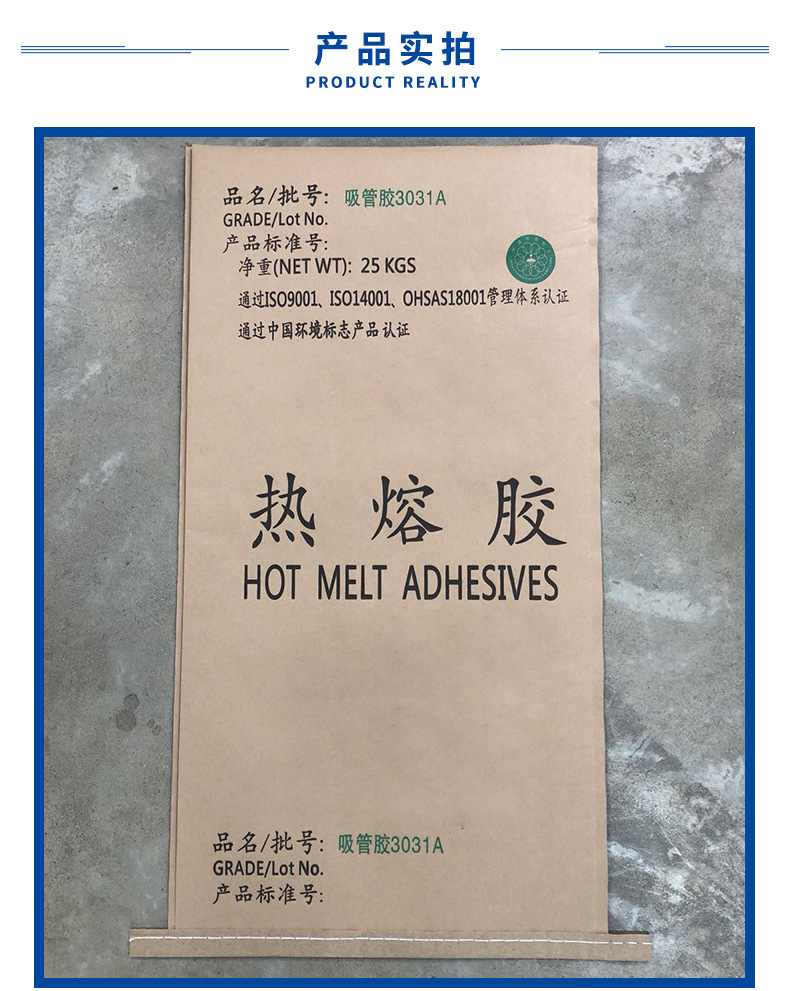 产品实拍
PRODUCT REALITY
品名/批号: 吸管胶3031A
GRADE/Lot No.
产品标准号:
净重(NET WT): 25 KGS
通过ISO9001、ISO14001、OHSAS18001管理体系认证
通过中国环境标志产品认证
热熔胶
HOT MELT ADHESIVES
品名/批号: 吸管胶3031A
GRADE/Lot No.
产品标准号: